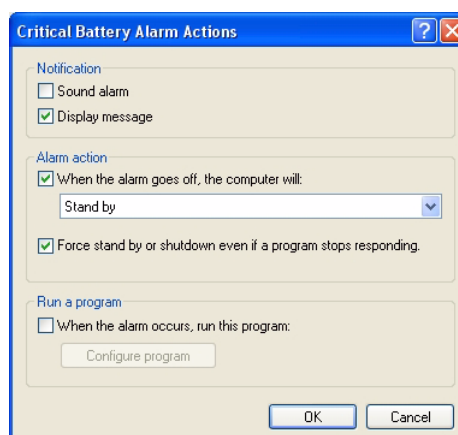 Critical Battery Alarm Actions
Notification
Sound alarm
Display message
Alarm action
When the alarm goes off, the computer will:
Stand by
Force stand by or shutdown even if a program stops responding.
Run a program
When the alarm occurs, run this program:
Configure program
OK Cancel